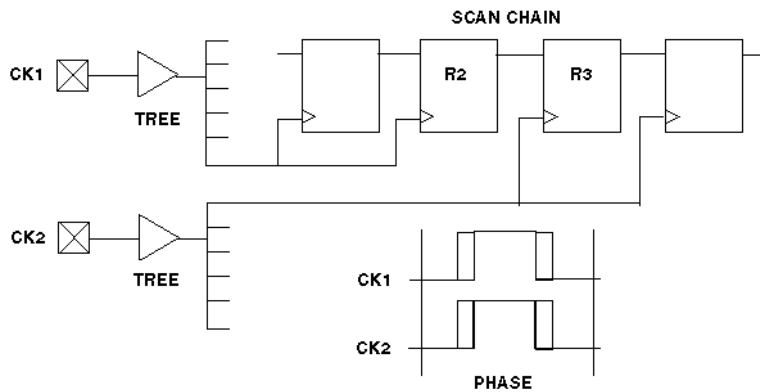 SCAN CHAIN
CK1
R2
R3
TREE
CK2
TREE
CK1
CK2
PHASE